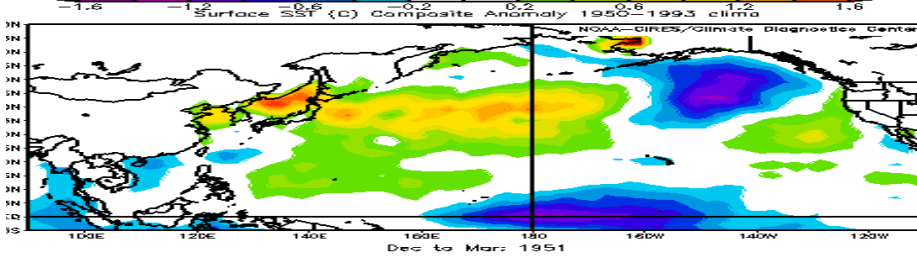 -1.6 -1 -0.6 -0.2 0.2 0.6 1.2 1.6
Surface SST (C) Composite Anomaly 1950-1993 clima
NOAA-CIRES/Climate Diagnostics Center
EQ
100E 120E 140E 160E 180 160W 140W 120W
Dec to Mar: 1951